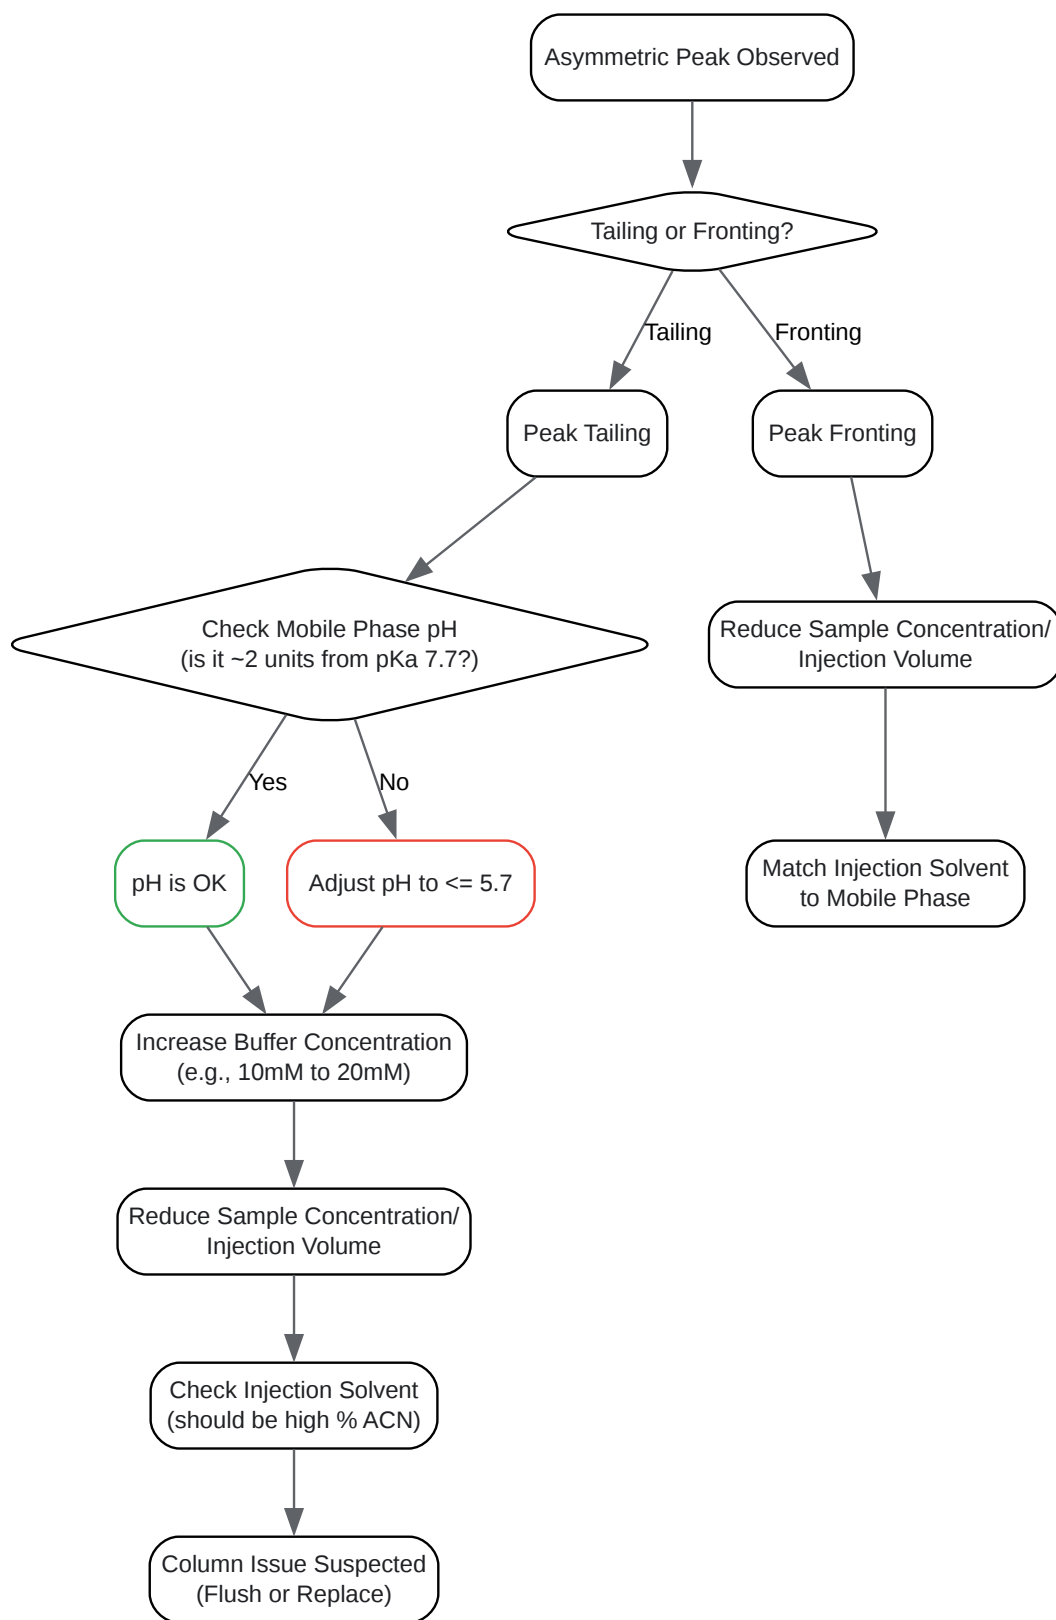 Asymmetric Peak Observed
Tailing or Fronting?
Tailing
Fronting
Peak Tailing
Peak Fronting
Check Mobile Phase pH
(is it ~2 units from pKa 7.7?)
Reduce Sample Concentration/
Injection Volume
Yes
No
pH is OK
Adjust pH to <= 5.7
Match Injection Solvent
to Mobile Phase
Increase Buffer Concentration
(e.g., 10mM to 20mM)
Reduce Sample Concentration/
Injection Volume
Check Injection Solvent
(should be high % ACN)
Column Issue Suspected
(Flush or Replace)